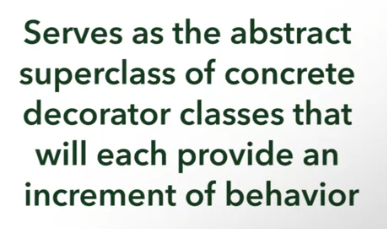 Serves as the abstract
superclass of concrete
decorator classes that
will each provide an
increment of behavior